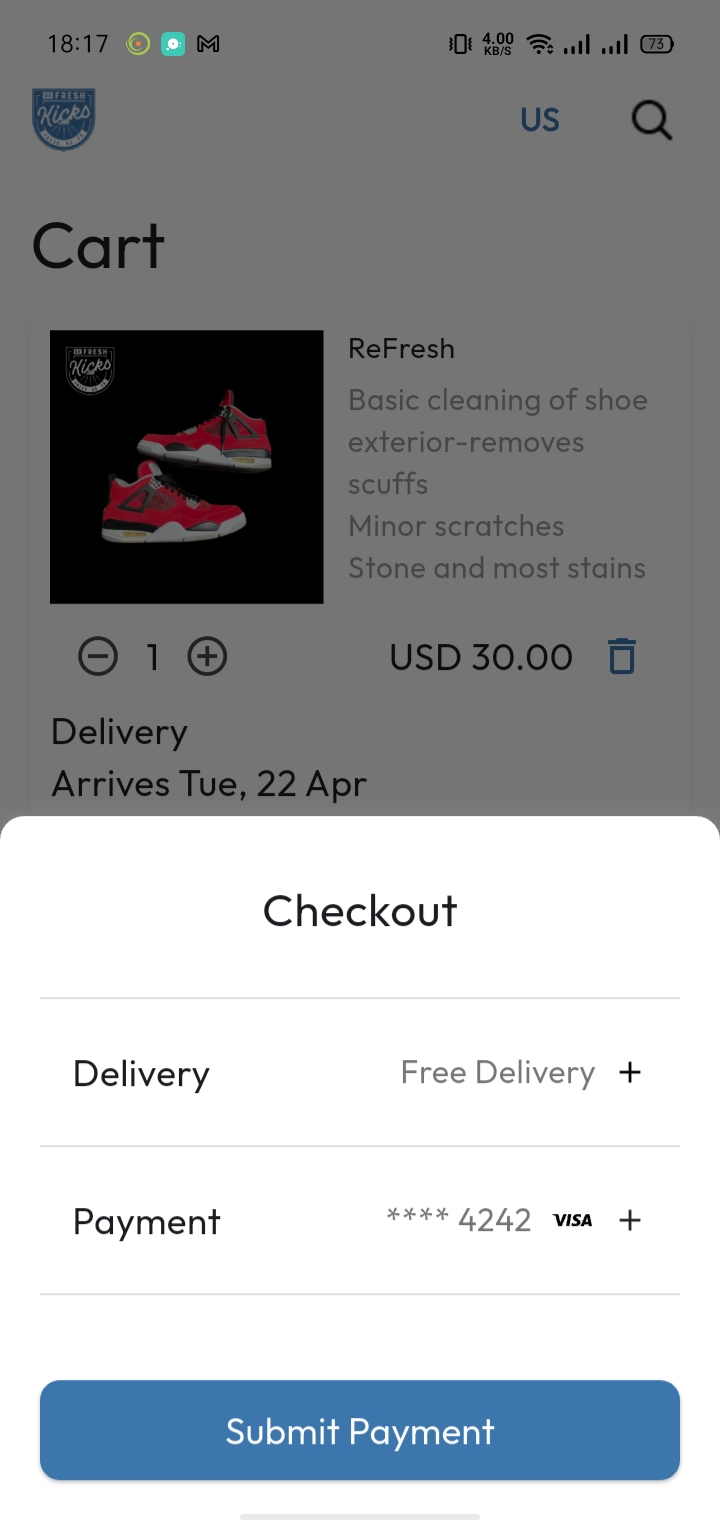 18:17
4.00
KB/S
73
FRESH
Kicks
US
Cart
FRESH
Kicks
ReFresh
Basic cleaning of shoe
exterior-removes
scuffs
Minor scratches
Stone and most stains
1
USD 30.00
Delivery
Arrives Tue, 22 Apr
Checkout
Delivery
Free Delivery +
Payment
**** 4242 VISA +
Submit Payment